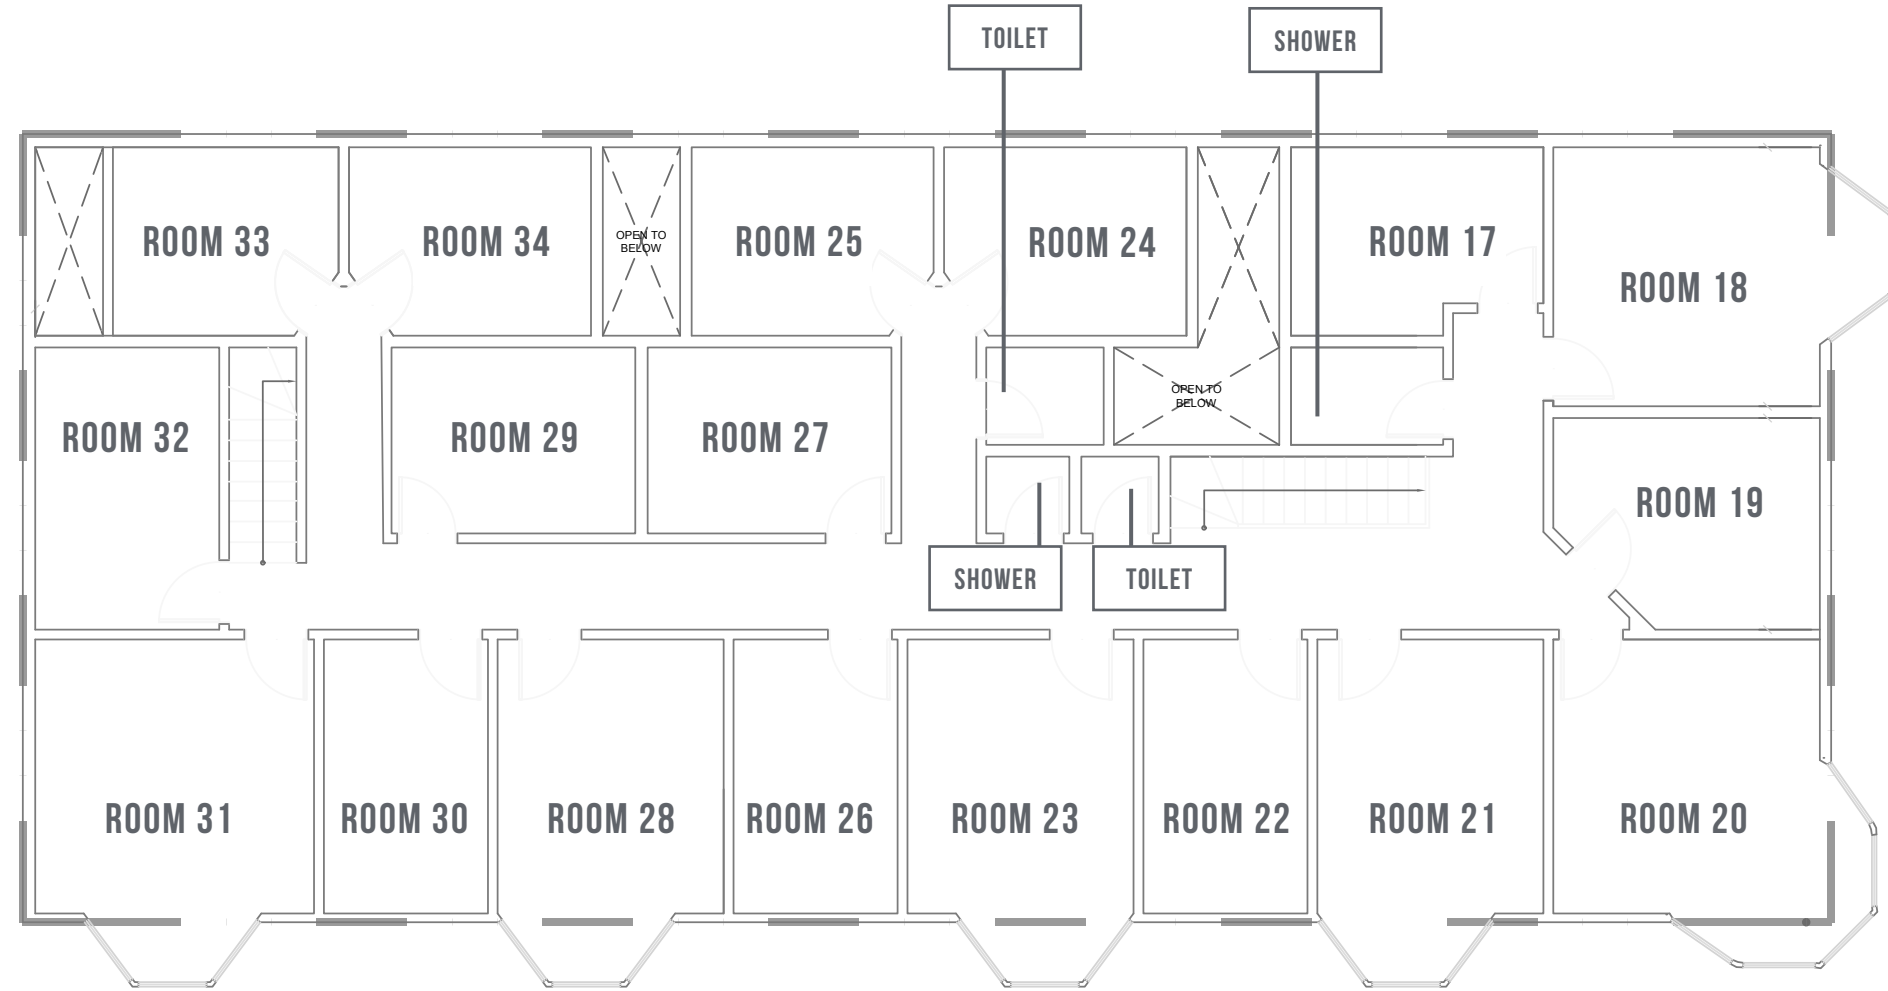 TOILET
SHOWER
ROOM 33
ROOM 34
OPEN TO
BELOW
ROOM 25
ROOM 24
ROOM 17
ROOM 18
ROOM 32
ROOM 29
ROOM 27
OPEN TO
BELOW
ROOM 19
SHOWER
TOILET
ROOM 31
ROOM 30
ROOM 28
ROOM 26
ROOM 23
ROOM 22
ROOM 21
ROOM 20